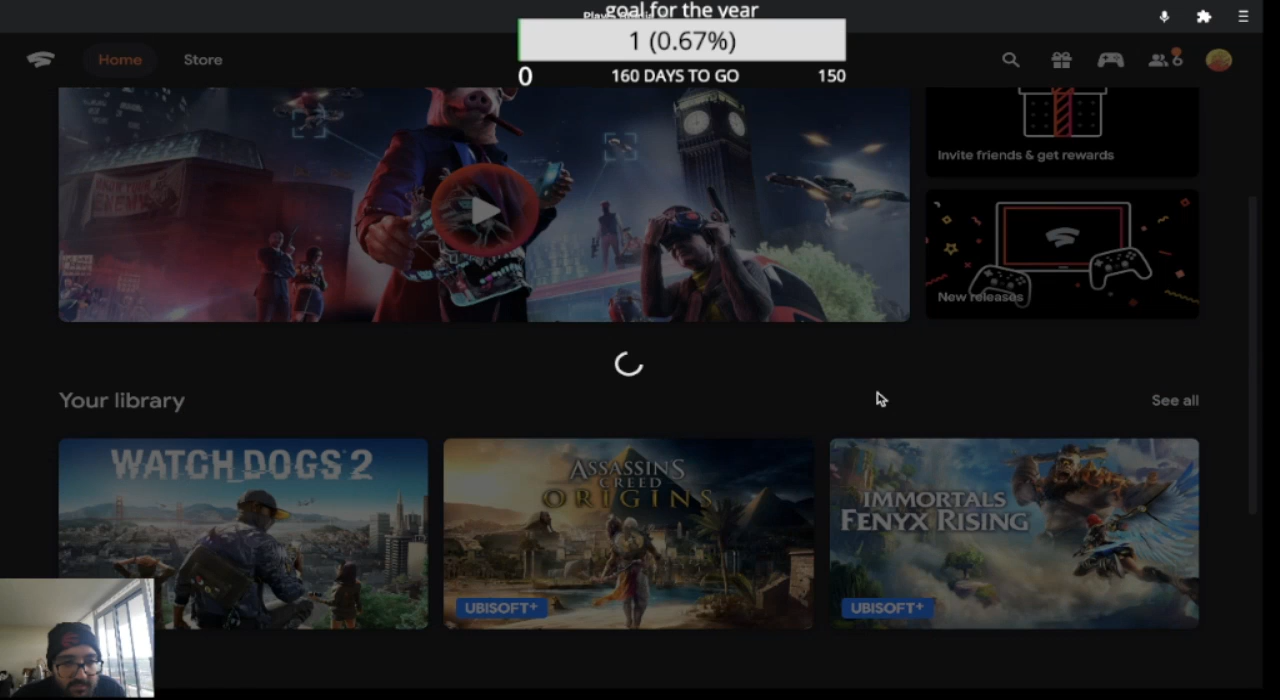 goal for the year
1 (0.67%)
0 160 DAYS TO GO 150
Home Store
Invite friends & get rewards
New releases
Your library
See all
WATCH DOGS 2
ASSASSINS
CREED
ORIGINS
UBISOFT+
IMMORTALS
FENYX RISING
UBISOFT+